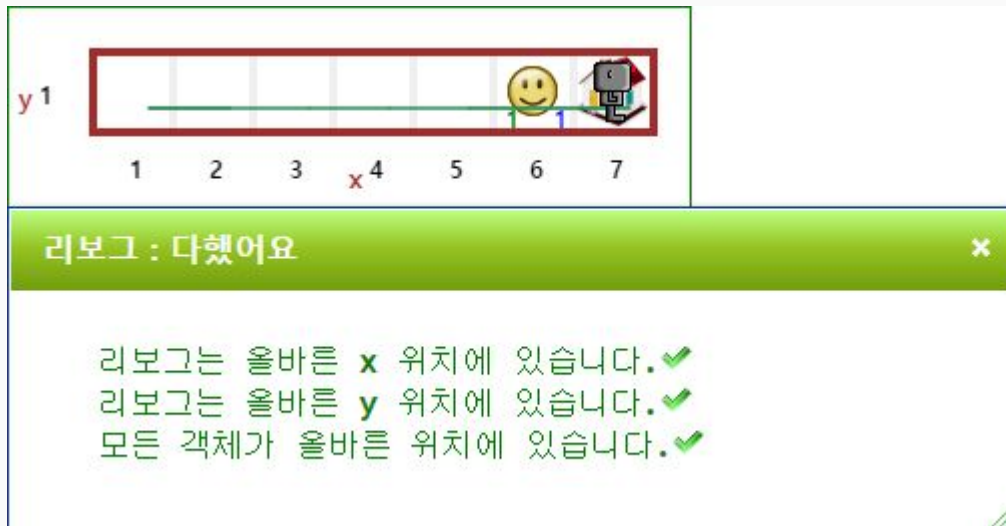 y 1
1 1
1 2 3 x 4 5 6 7
리보그 : 다했어요 ×
리보그는 올바른 x 위치에 있습니다.✔
리보그는 올바른 y 위치에 있습니다.✔
모든 객체가 올바른 위치에 있습니다.✔